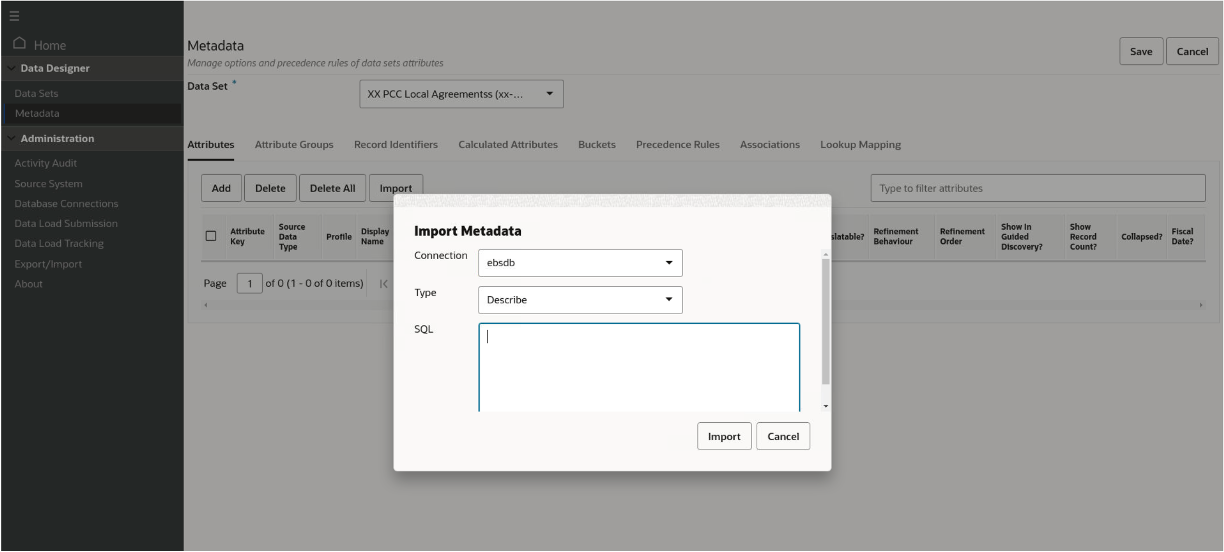 Home
Data Designer
Data Sets
Metadata
Administration
Activity Audit
Source System
Database Connections
Data Load Submission
Data Load Tracking
Export/Import
About
Metadata
Manage options and precedence rules of data sets attributes
Save Cancel
Data Set *
XX PCC Local Agreementss (xx-...
Attributes Attribute Groups Record Identifiers Calculated Attributes Buckets Precedence Rules Associations Lookup Mapping
Add Delete Delete All Import
Type to filter attributes
Attribute Key
Source Data Type
Profile
Display Name
slatable?
Refinement Behaviour
Refinement Order
Show In Guided Discovery?
Show Record Count?
Collapsed?
Fiscal Date?
Page 1 of 0 (1 - 0 of 0 items)
Import Metadata
Connection ebsdb
Type Describe
SQL
Import Cancel